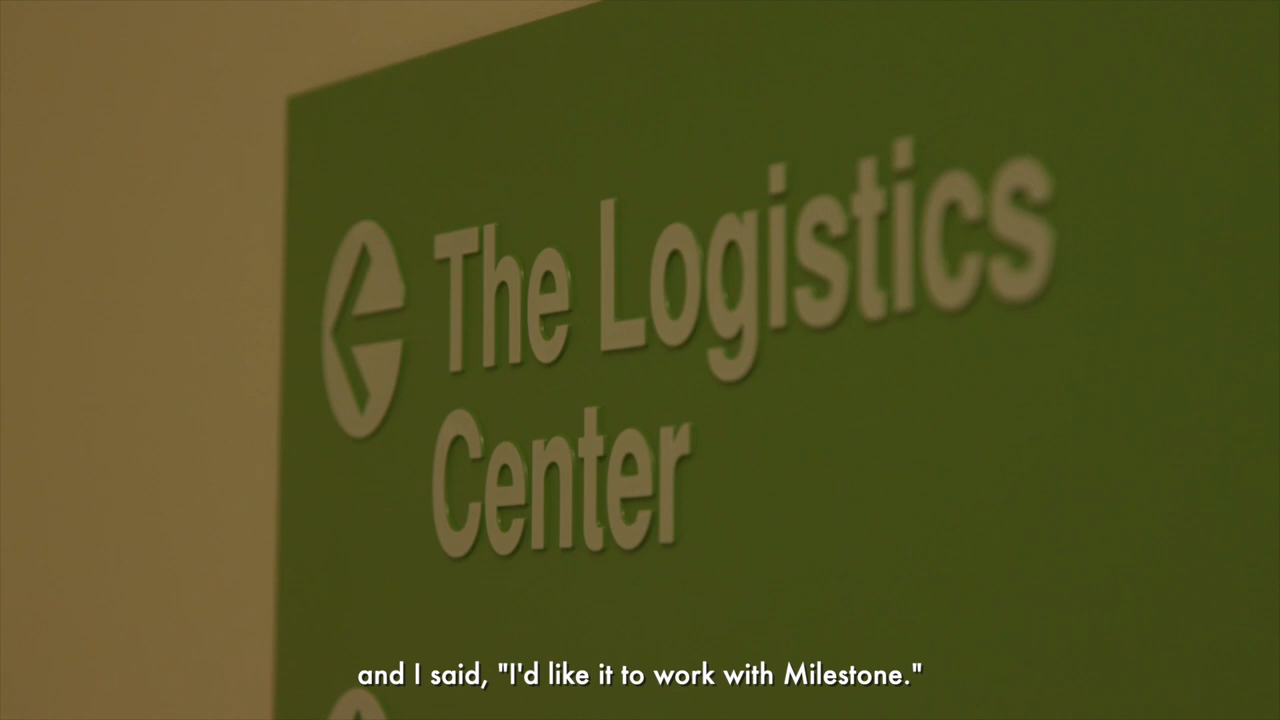 The Logistics
Center
and I said, "I'd like it to work with Milestone."